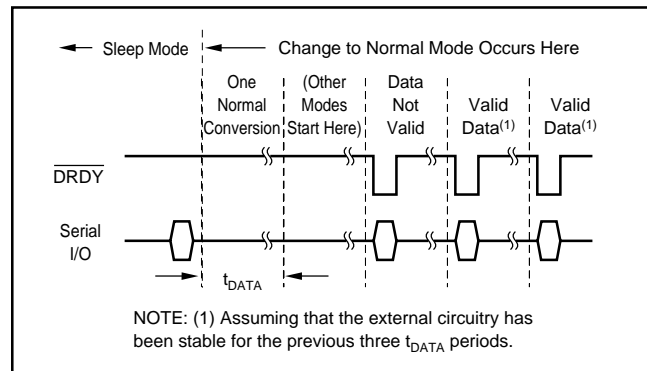 Sleep Mode
Change to Normal Mode Occurs Here
One
Normal
Conversion
(Other
Modes
Start Here)
Data
Not
Valid
Valid
Data(1)
Valid
Data(1)
DRDY
Serial
I/O
tDATA
NOTE: (1) Assuming that the external circuitry has
been stable for the previous three tDATA periods.